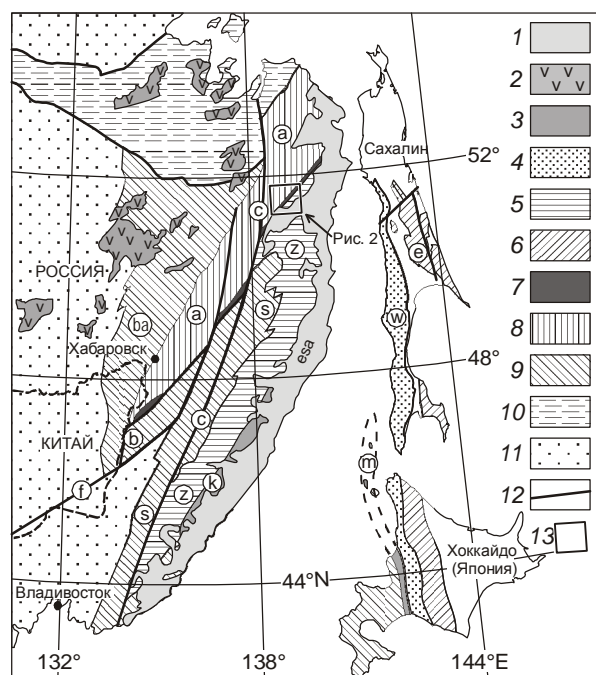 1
2
3
4
5
6
7
8
9
10
11
12
13
a
Сахалин
52°
c
Рис. 2
z
e
РОССИЯ
s
ba
a
w
Хабаровск
esa
48°
c
КИТАЙ
b
m
f
k
z
s
Хоккайдо
(Япония)
44°N
Владивосток
132°
138°
144°E